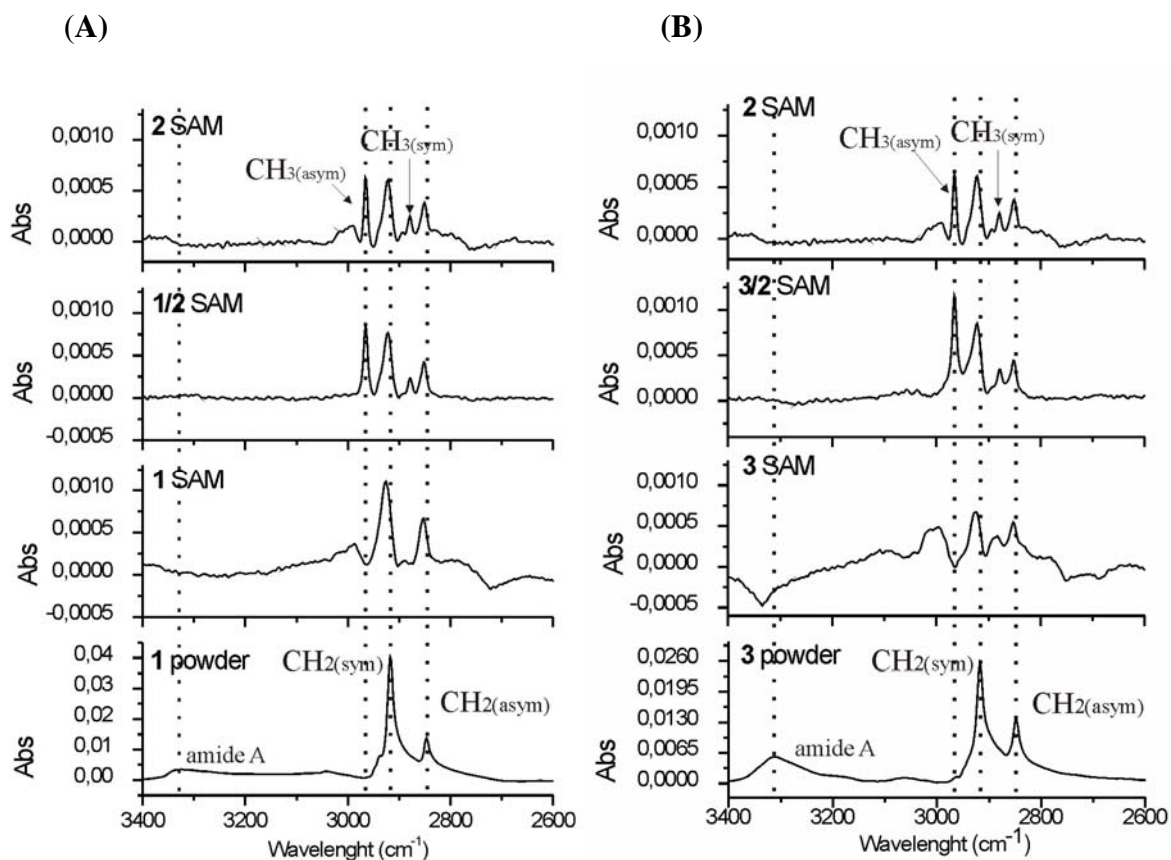 (A)
2 SAM
CH3(asym)
CH3(sym)
0,0010
0,0005
0,0000
Abs
1/2 SAM
0,0010
0,0005
0,0000
-0,0005
Abs
1 SAM
0,0010
0,0005
0,0000
-0,0005
Abs
1 powder
CH2(sym)
CH2(asym)
amide A
0,04
0,03
0,02
0,01
0,00
Abs
3400 3200 3000 2800 2600
Wavelenght (cm-1)
(B)
2 SAM
CH3(asym)
CH3(sym)
0,0010
0,0005
0,0000
Abs
3/2 SAM
0,0010
0,0005
0,0000
Abs
3 SAM
0,0010
0,0005
0,0000
-0,0005
Abs
3 powder
CH2(sym)
CH2(asym)
amide A
0,0260
0,0195
0,0130
0,0065
0,0000
Abs
3400 3200 3000 2800 2600
Wavelenght (cm-1)